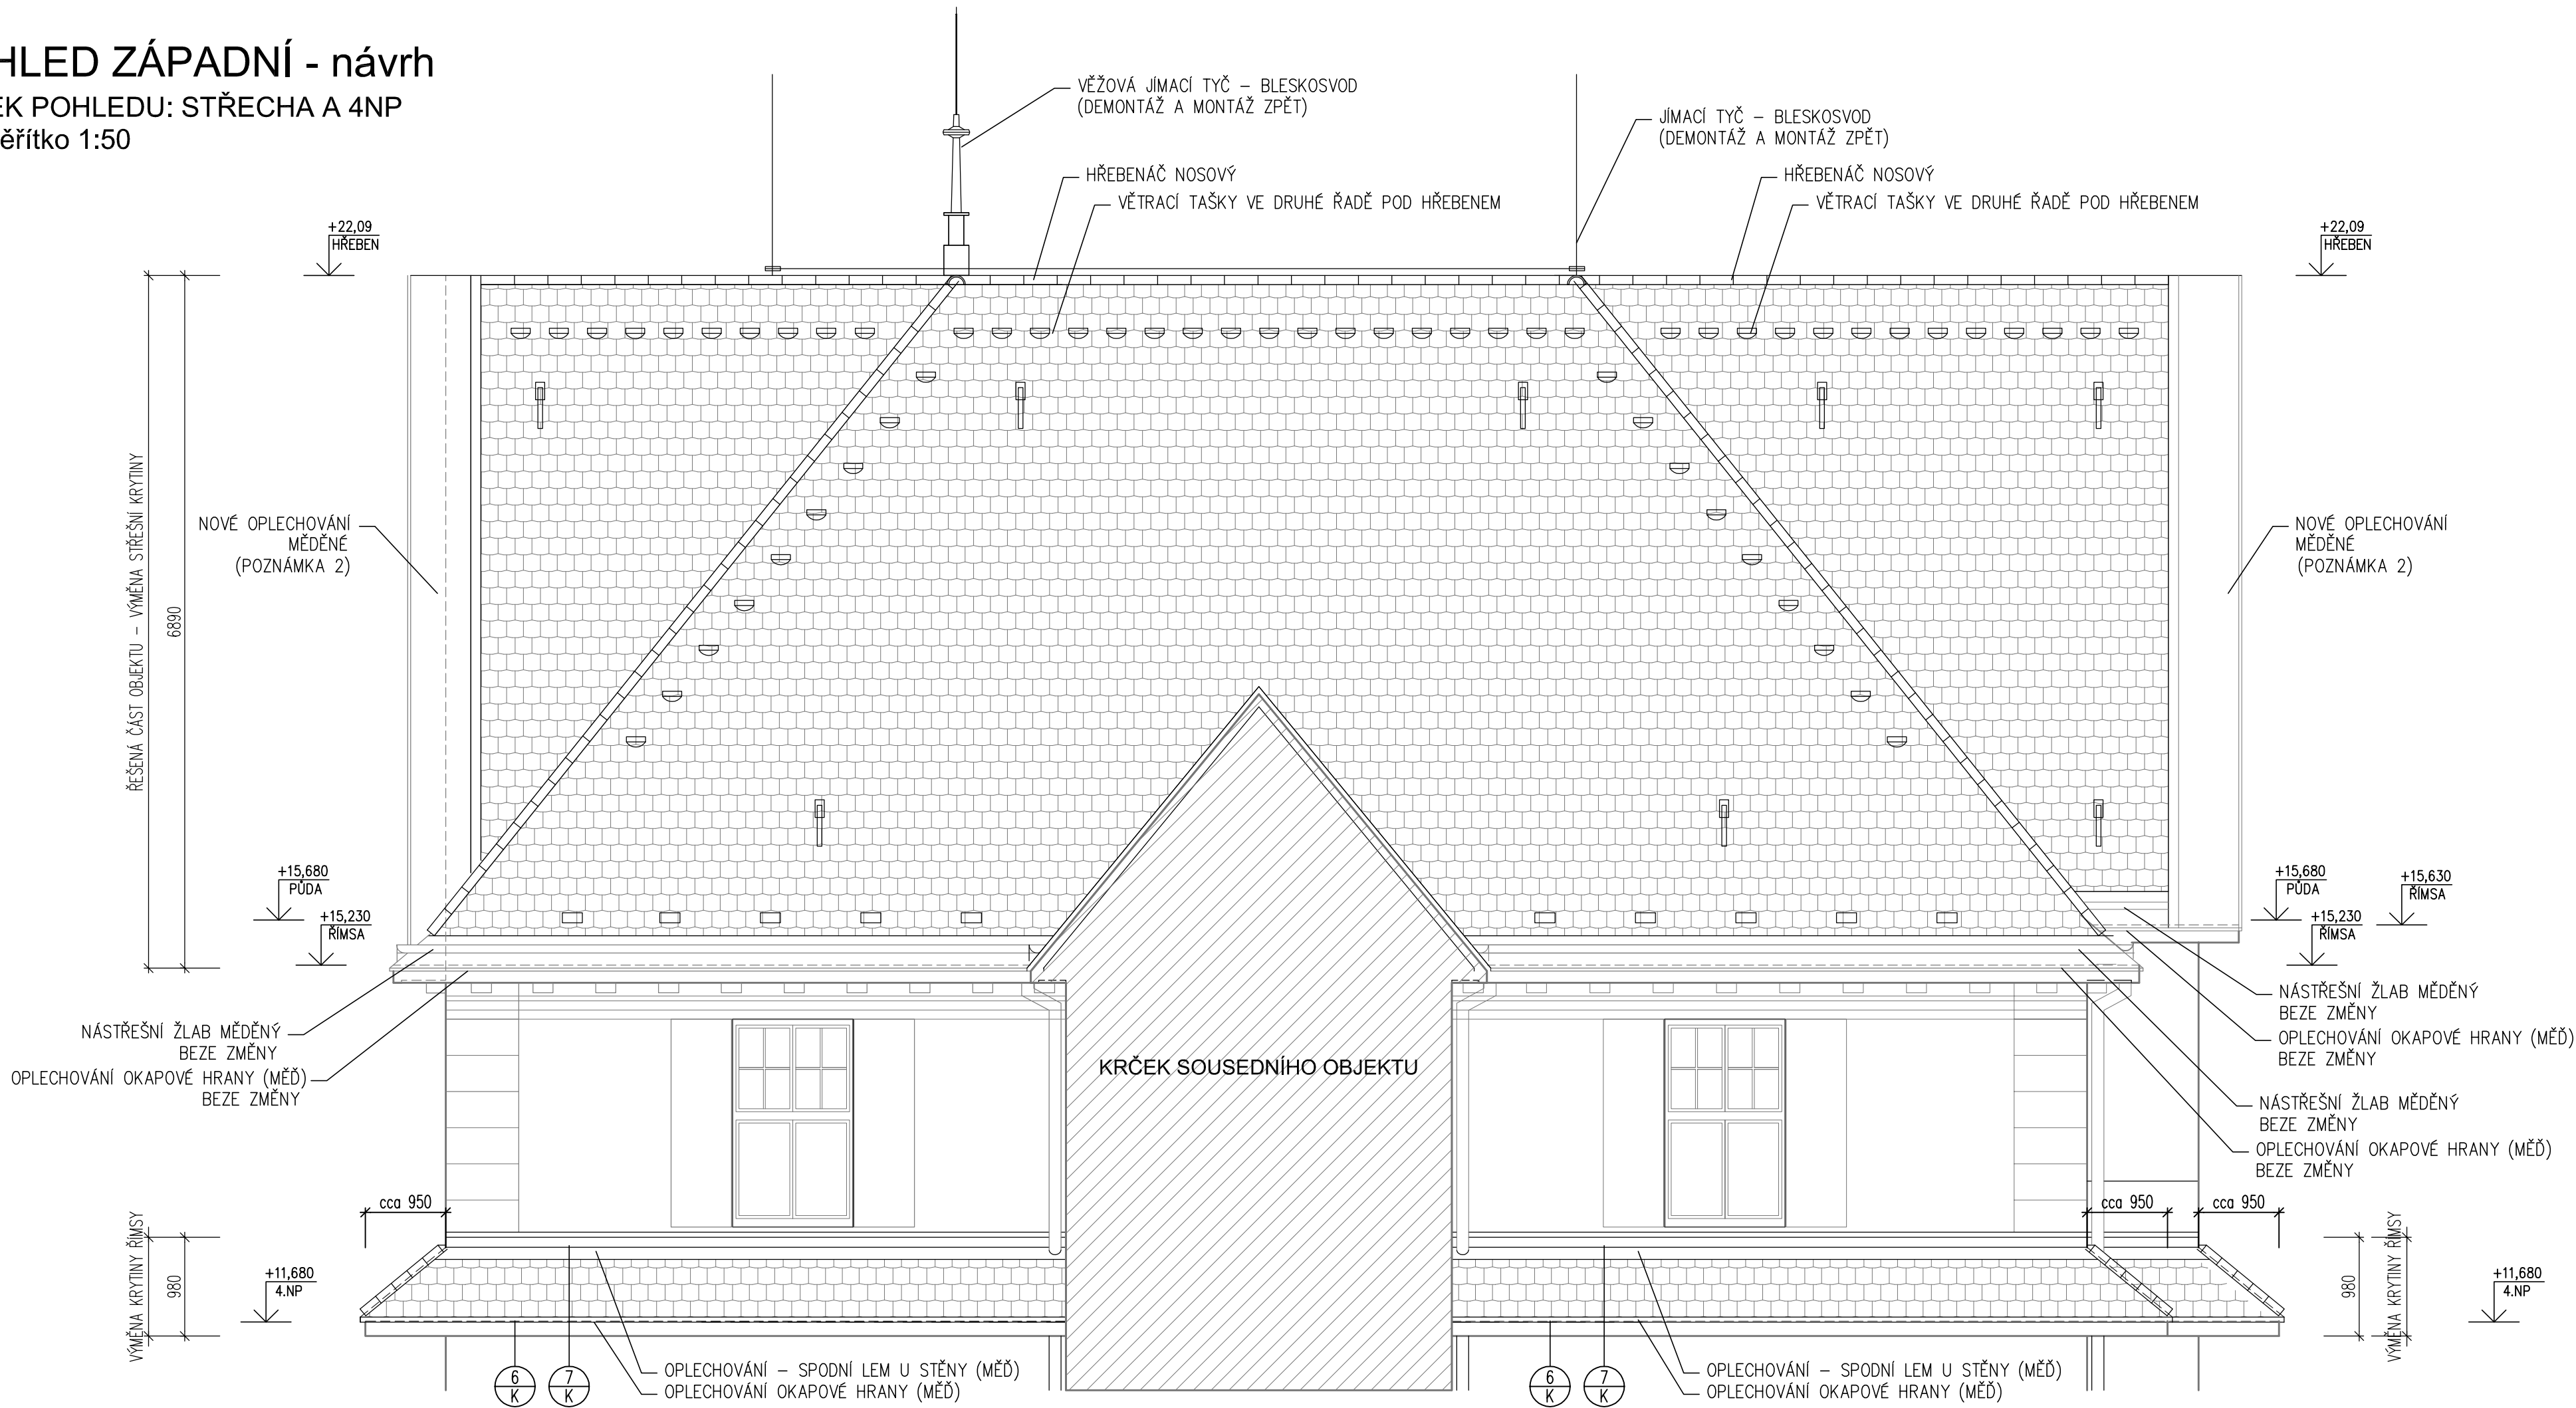 HLED ZÁPADNÍ - návrh
EK POHLEDU: STŘECHA A 4NP
ěřítko 1:50
VĚŽOVÁ JÍMACÍ TYČ – BLESKOSVOD
(DEMONTÁŽ A MONTÁŽ ZPĚT)
JÍMACÍ TYČ – BLESKOSVOD
(DEMONTÁŽ A MONTÁŽ ZPĚT)
HŘEBENÁČ NOSOVÝ
VĚTRACÍ TAŠKY VE DRUHÉ ŘADĚ POD HŘEBENEM
HŘEBENÁČ NOSOVÝ
VĚTRACÍ TAŠKY VE DRUHÉ ŘADĚ POD HŘEBENEM
+22,09
HŘEBEN
+22,09
HŘEBEN
ŘEŠENÁ ČÁST OBJEKTU – VÝMĚNA STŘEŠNÍ KRYTINY
6890
NOVÉ OPLECHOVÁNÍ
MĚDĚNÉ
(POZNÁMKA 2)
NOVÉ OPLECHOVÁNÍ
MĚDĚNÉ
(POZNÁMKA 2)
+15,680
PŮDA
+15,230
ŘÍMSA
+15,680
PŮDA
+15,630
ŘÍMSA
+15,230
ŘÍMSA
NÁSTŘEŠNÍ ŽLAB MĚDĚNÝ
BEZE ZMĚNY
OPLECHOVÁNÍ OKAPOVÉ HRANY (MĚĎ)
BEZE ZMĚNY
KRČEK SOUSEDNÍHO OBJEKTU
NÁSTŘEŠNÍ ŽLAB MĚDĚNÝ
BEZE ZMĚNY
OPLECHOVÁNÍ OKAPOVÉ HRANY (MĚĎ)
BEZE ZMĚNY
NÁSTŘEŠNÍ ŽLAB MĚDĚNÝ
BEZE ZMĚNY
OPLECHOVÁNÍ OKAPOVÉ HRANY (MĚĎ)
BEZE ZMĚNY
cca 950
cca 950
cca 950
VÝMĚNA KRYTINY ŘÍMSY
980
+11,680
4.NP
980
VÝMĚNA KRYTINY ŘÍMSY
+11,680
4.NP
6
K
7
K
OPLECHOVÁNÍ – SPODNÍ LEM U STĚNY (MĚĎ)
OPLECHOVÁNÍ OKAPOVÉ HRANY (MĚĎ)
6
K
7
K
OPLECHOVÁNÍ – SPODNÍ LEM U STĚNY (MĚĎ)
OPLECHOVÁNÍ OKAPOVÉ HRANY (MĚĎ)